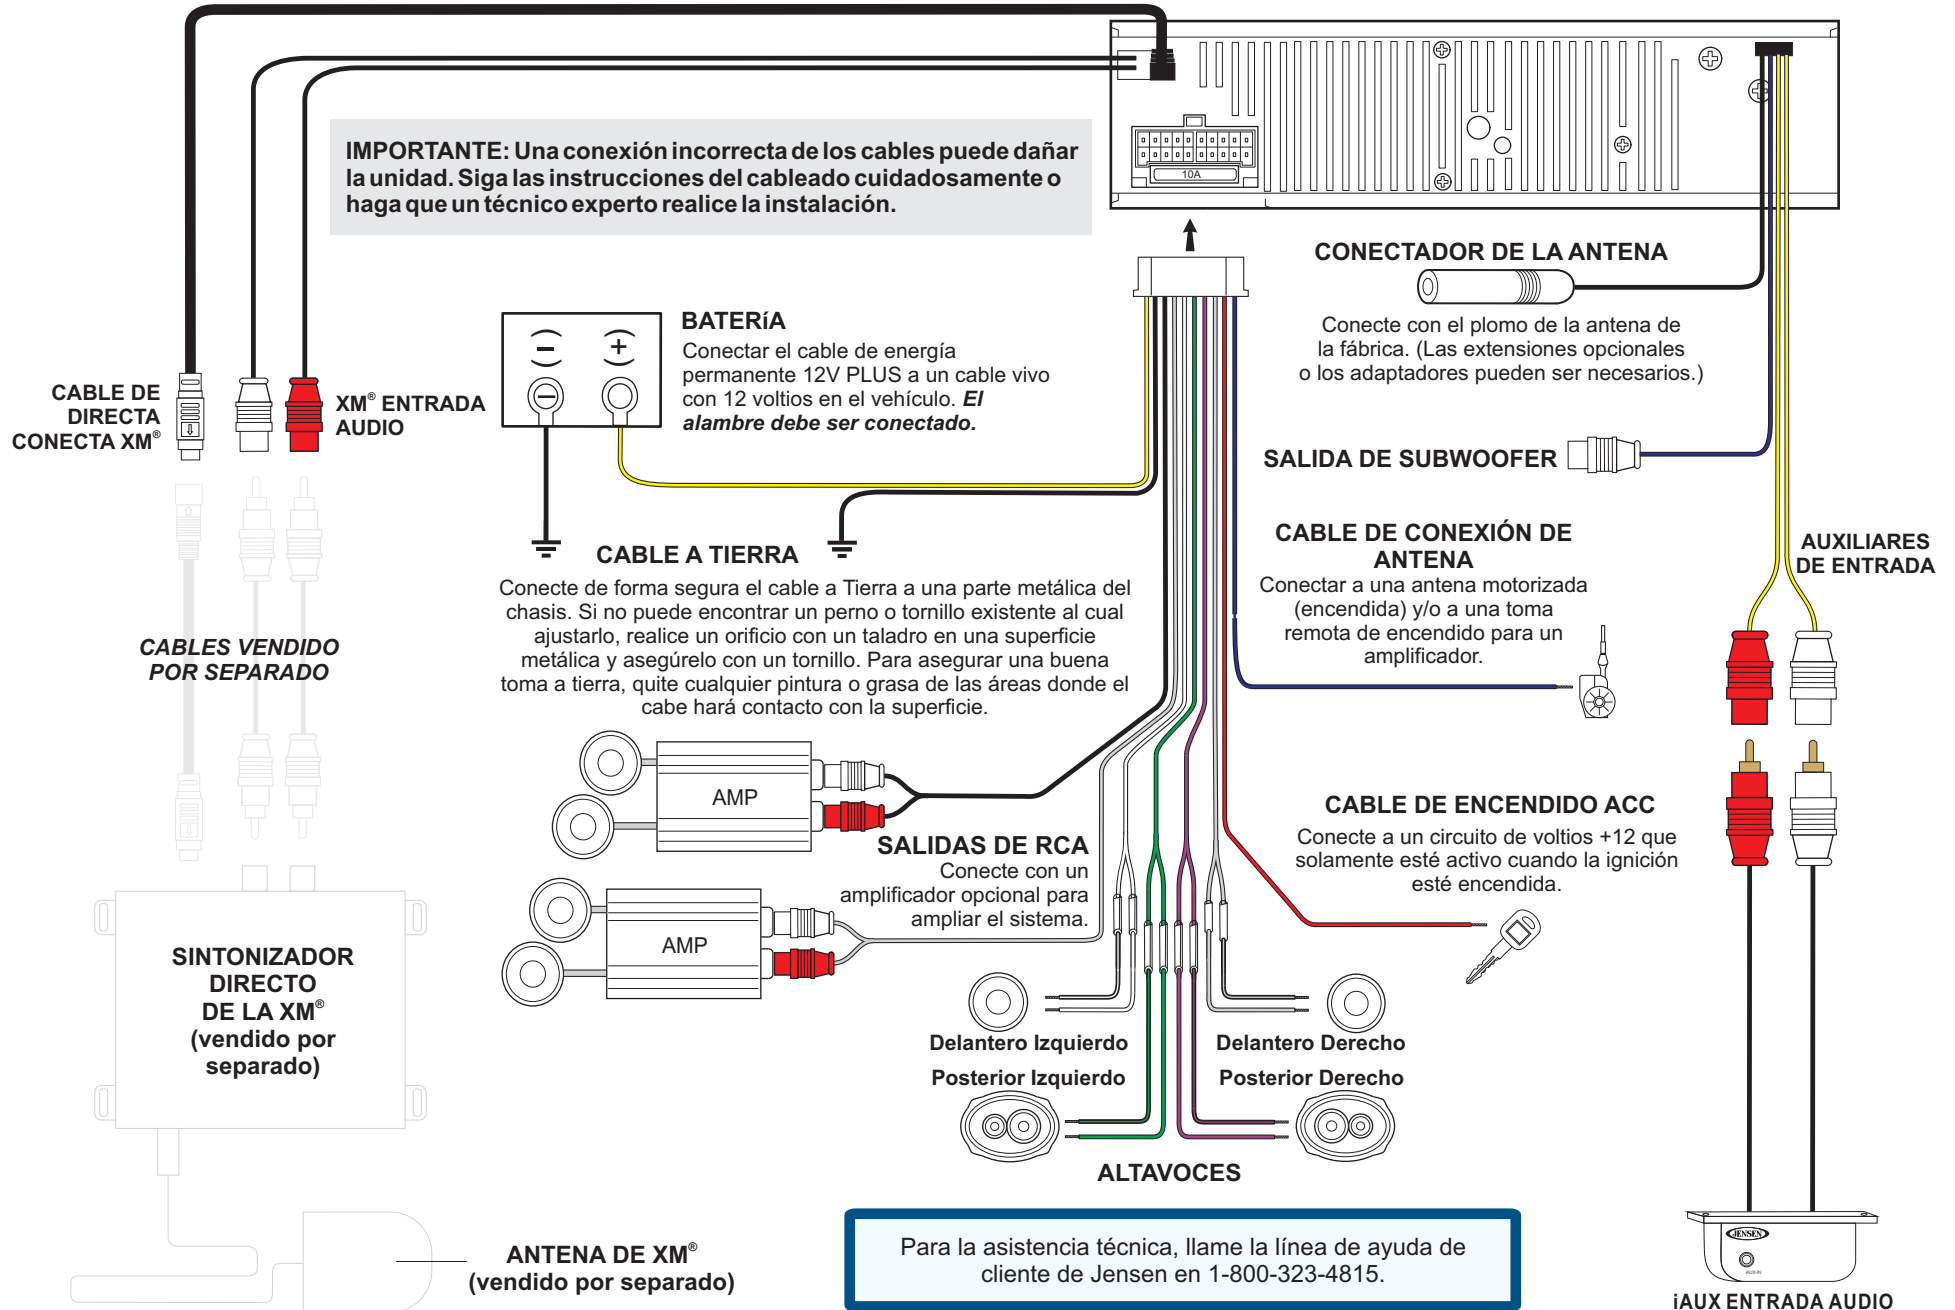 IMPORTANTE: Una conexión incorrecta de los cables puede dañar
la unidad. Siga las instrucciones del cableado cuidadosamente o
haga que un técnico experto realice la instalación.
10A
CONECTADOR DE LA ANTENA
Conecte con el plomo de la antena de
la fábrica. (Las extensiones opcionales
o los adaptadores pueden ser necesarios.)
(-)
(+)
BATERíA
Conectar el cable de energía
permanente 12V PLUS a un cable vivo
con 12 voltios en el vehículo. El
alambre debe ser conectado.
CABLE DE
DIRECTA
CONECTA XM®
XM® ENTRADA
AUDIO
SALIDA DE SUBWOOFER
CABLE A TIERRA
Conecte de forma segura el cable a Tierra a una parte metálica del
chasis. Si no puede encontrar un perno o tornillo existente al cual
ajustarlo, realice un orificio con un taladro en una superficie
metálica y asegúrelo con un tornillo. Para asegurar una buena
toma a tierra, quite cualquier pintura o grasa de las áreas donde el
cabe hará contacto con la superficie.
CABLE DE CONEXIÓN DE
ANTENA
Conectar a una antena motorizada
(encendida) y/o a una toma
remota de encendido para un
amplificador.
AUXILIARES
DE ENTRADA
CABLES VENDIDO
POR SEPARADO
AMP
SALIDAS DE RCA
Conecte con un
amplificador opcional para
ampliar el sistema.
AMP
CABLE DE ENCENDIDO ACC
Conecte a un circuito de voltios +12 que
solamente esté activo cuando la ignición
esté encendida.
SINTONIZADOR
DIRECTO
DE LA XM®
(vendido por
separado)
Delantero Izquierdo
Delantero Derecho
Posterior Izquierdo
Posterior Derecho
ALTAVOCES
ANTENA DE XM®
(vendido por separado)
Para la asistencia técnica, llame la línea de ayuda de
cliente de Jensen en 1-800-323-4815.
JENSEN
iAUX-IN
iAUX ENTRADA AUDIO